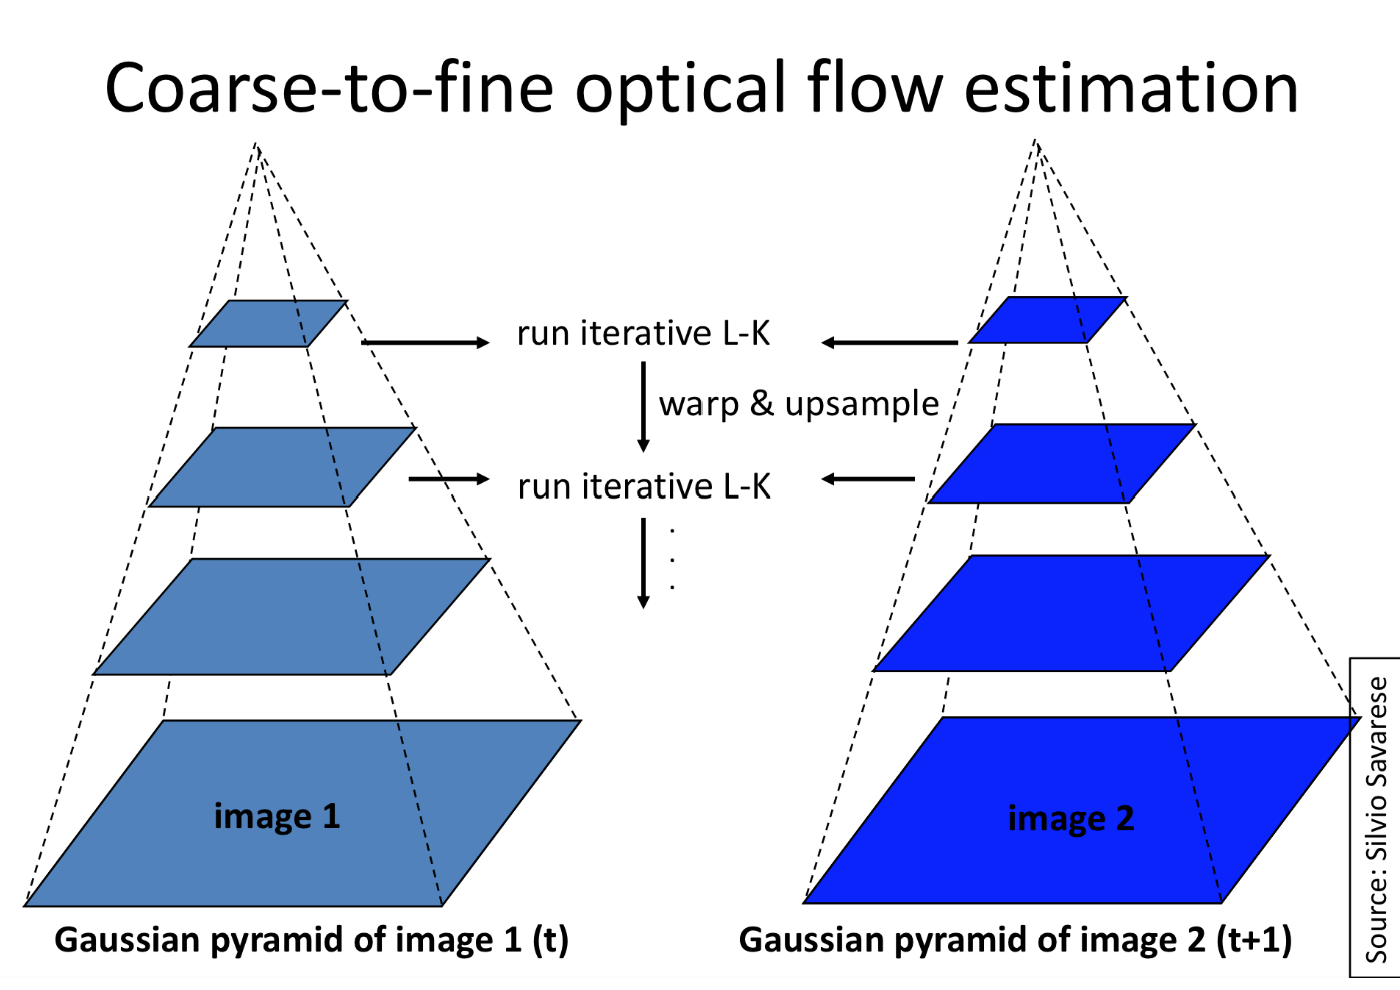 Coarse-to-fine optical flow estimation
run iterative L-K
warp & upsample
run iterative L-K
.
.
.
image 1
image 2
Gaussian pyramid of image 1 (t)
Gaussian pyramid of image 2 (t+1)
Source: Silvio Savarese